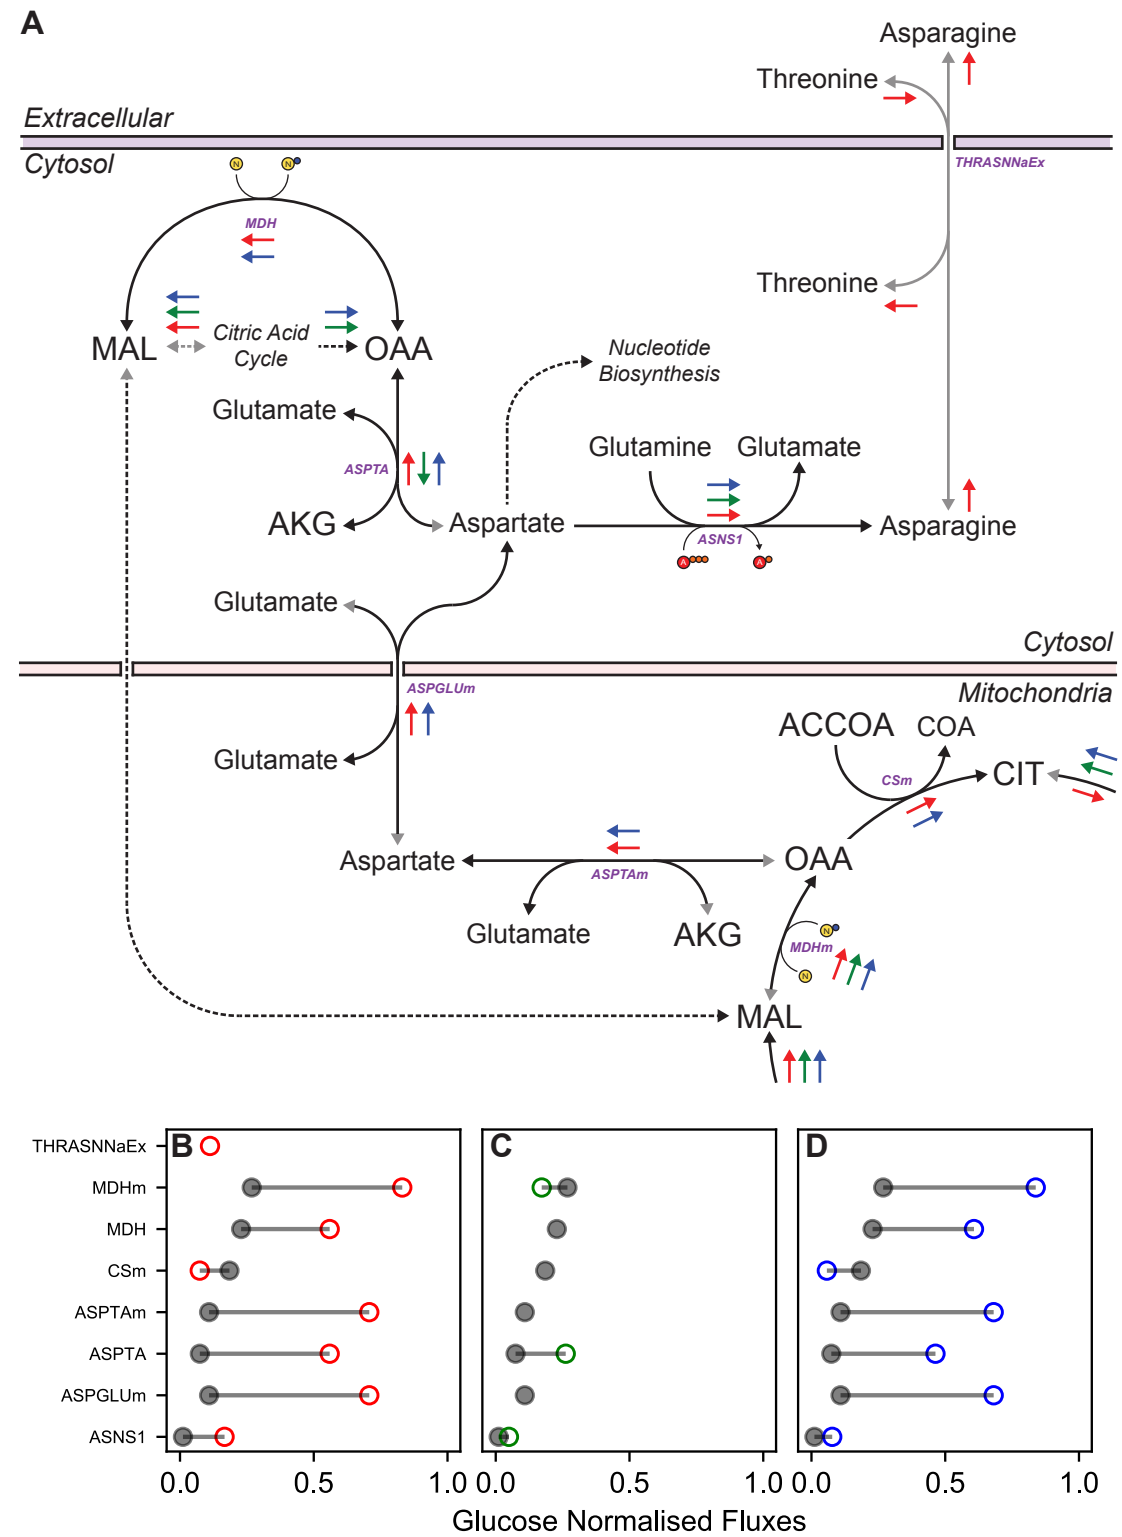 A
Asparagine
Threonine
Extracellular
Cytosol
THRASNNaEx
N
N
MDH
Threonine
MAL
Citric Acid
Cycle
OAA
Nucleotide
Biosynthesis
Glutamate
Glutamine
Glutamate
ASPTA
AKG
Aspartate
ASNS1
Asparagine
A
A
Glutamate
Cytosol
ASPGLUm
Mitochondria
ACCOA
COA
Glutamate
CSm
CIT
Aspartate
OAA
ASPTAm
Glutamate
AKG
N
MDHm
N
MAL
B
C
D
THRASNNaEx
MDHm
MDH
CSm
ASPTAm
ASPTA
ASPGLUm
ASNS1
0.0 0.5 1.0
0.0 0.5 1.0
0.0 0.5 1.0
Glucose Normalised Fluxes